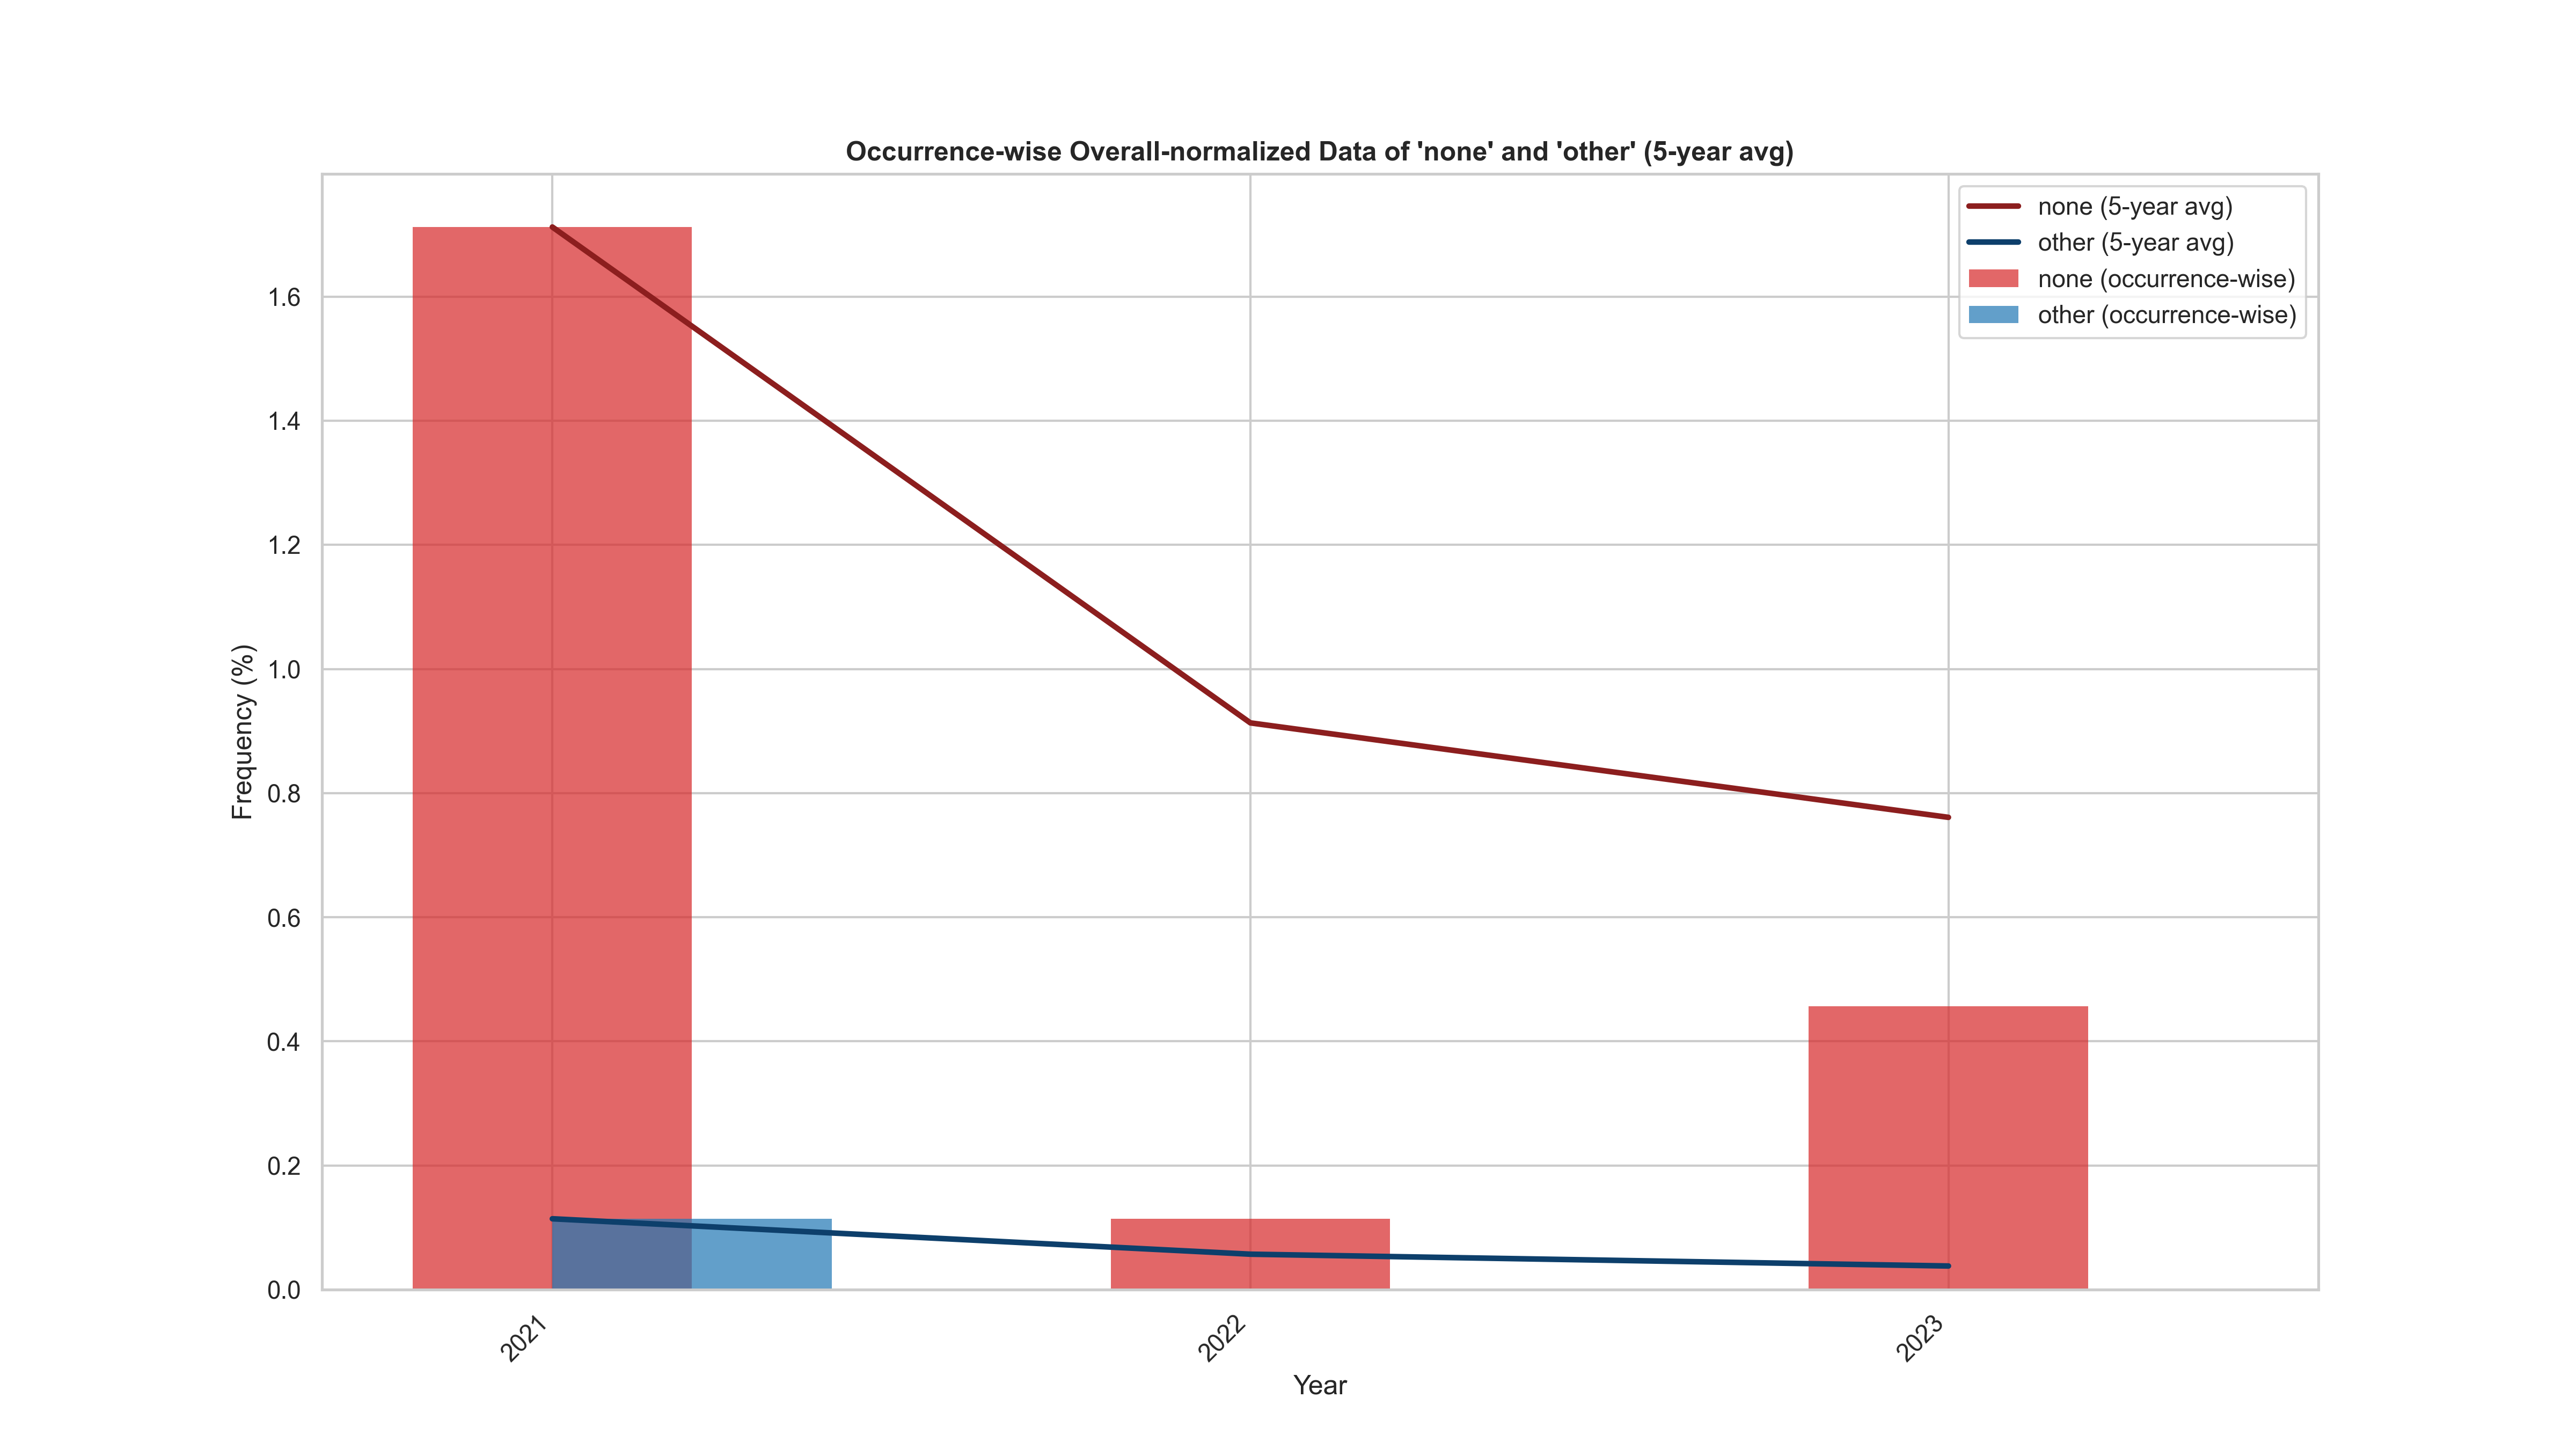 Occurrence-wise Overall-normalized Data of 'none' and 'other' (5-year avg)
none (5-year avg)
other (5-year avg)
none (occurrence-wise)
other (occurrence-wise)
Frequency (%)
1.6
1.4
1.2
1.0
0.8
0.6
0.4
0.2
0.0
2021
2022
2023
Year